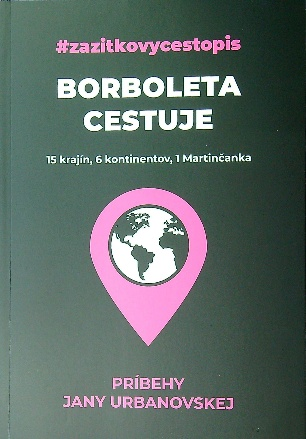 #zazitkovycestopis
BORBOLETA
CESTUJE
15 krajín, 6 kontinentov, 1 Martinčanka
PRÍBEHY
JANY URBANOVSKEJ